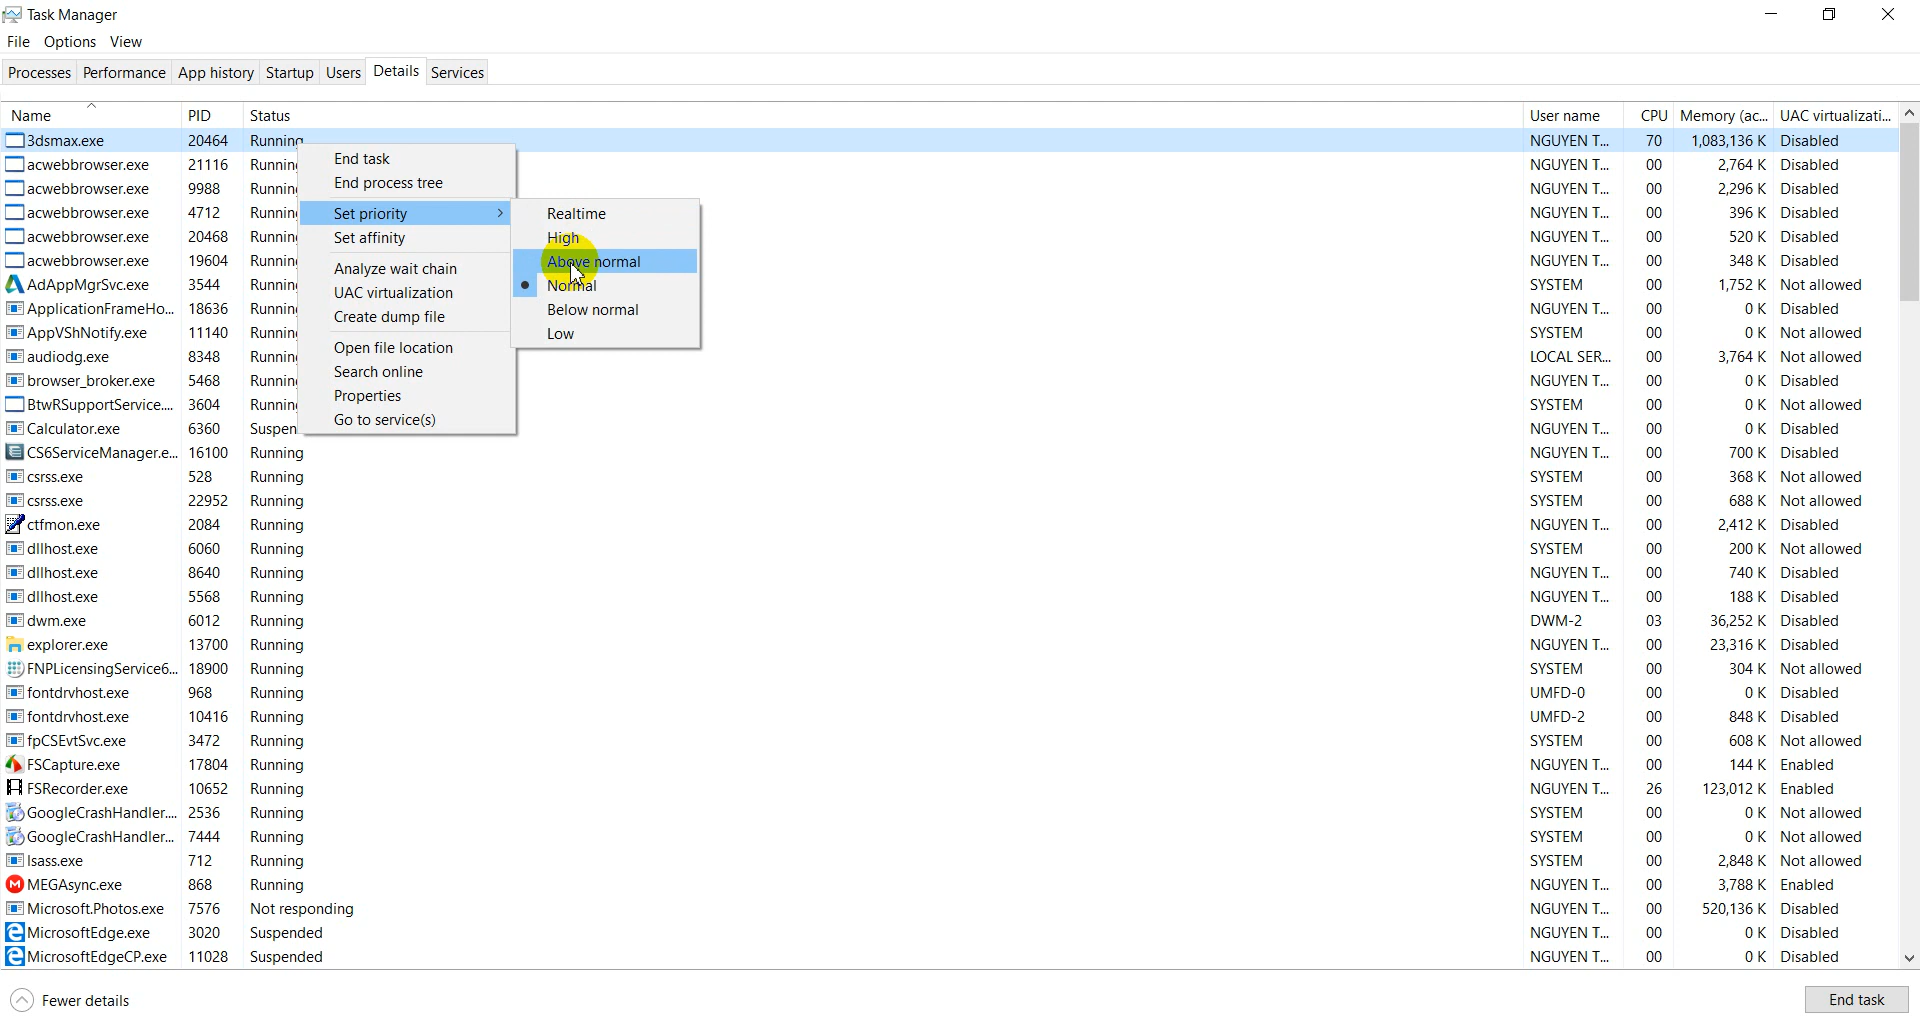 Task Manager
File Options View
Processes Performance App history Startup Users Details Services
Name PID Status User name CPU Memory (ac... UAC virtualizati...
3dsmax.exe 20464 Running NGUYEN T... 70 1,083,136 K Disabled
acwebbrowser.exe 21116 Runnin NGUYEN T... 00 2,764 K Disabled
acwebbrowser.exe 9988 Runnin NGUYEN T... 00 2,296 K Disabled
acwebbrowser.exe 4712 Runnin NGUYEN T... 00 396 K Disabled
acwebbrowser.exe 20468 Runnin NGUYEN T... 00 520 K Disabled
acwebbrowser.exe 19604 Runnin NGUYEN T... 00 348 K Disabled
AdAppMgrSvc.exe 3544 Runnin SYSTEM 00 1,752 K Not allowed
ApplicationFrameHo... 18636 Runnin NGUYEN T... 00 0 K Disabled
AppVShNotify.exe 11140 Runnin SYSTEM 00 0 K Not allowed
audiodg.exe 8348 Runnin LOCAL SER... 00 3,764 K Not allowed
browser_broker.exe 5468 Runnin NGUYEN T... 00 0 K Disabled
BtwRSupportService.... 3604 Runnin SYSTEM 00 0 K Not allowed
Calculator.exe 6360 Suspen NGUYEN T... 00 0 K Disabled
CS6ServiceManager.e... 16100 Running NGUYEN T... 00 700 K Disabled
csrss.exe 528 Running SYSTEM 00 368 K Not allowed
csrss.exe 22952 Running SYSTEM 00 688 K Not allowed
ctfmon.exe 2084 Running NGUYEN T... 00 2,412 K Disabled
dllhost.exe 6060 Running SYSTEM 00 200 K Not allowed
dllhost.exe 8640 Running NGUYEN T... 00 740 K Disabled
dllhost.exe 5568 Running NGUYEN T... 00 188 K Disabled
dwm.exe 6012 Running DWM-2 03 36,252 K Disabled
explorer.exe 13700 Running NGUYEN T... 00 23,316 K Disabled
FNPLicensingService6... 18900 Running SYSTEM 00 304 K Not allowed
fontdrvhost.exe 968 Running UMFD-0 00 0 K Disabled
fontdrvhost.exe 10416 Running UMFD-2 00 848 K Disabled
fpCSEvtSvc.exe 3472 Running SYSTEM 00 608 K Not allowed
FSCapture.exe 17804 Running NGUYEN T... 00 144 K Enabled
FSRecorder.exe 10652 Running NGUYEN T... 26 123,012 K Enabled
GoogleCrashHandler.... 2536 Running SYSTEM 00 0 K Not allowed
GoogleCrashHandler... 7444 Running SYSTEM 00 0 K Not allowed
lsass.exe 712 Running SYSTEM 00 2,848 K Not allowed
MEGAsync.exe 868 Running NGUYEN T... 00 3,788 K Enabled
Microsoft.Photos.exe 7576 Not responding NGUYEN T... 00 520,136 K Disabled
MicrosoftEdge.exe 3020 Suspended NGUYEN T... 00 0 K Disabled
MicrosoftEdgeCP.exe 11028 Suspended NGUYEN T... 00 0 K Disabled
End task
End process tree
Set priority
Set affinity
Analyze wait chain
UAC virtualization
Create dump file
Open file location
Search online
Properties
Go to service(s)
Realtime
High
Above normal
Normal
Below normal
Low
Fewer details
End task